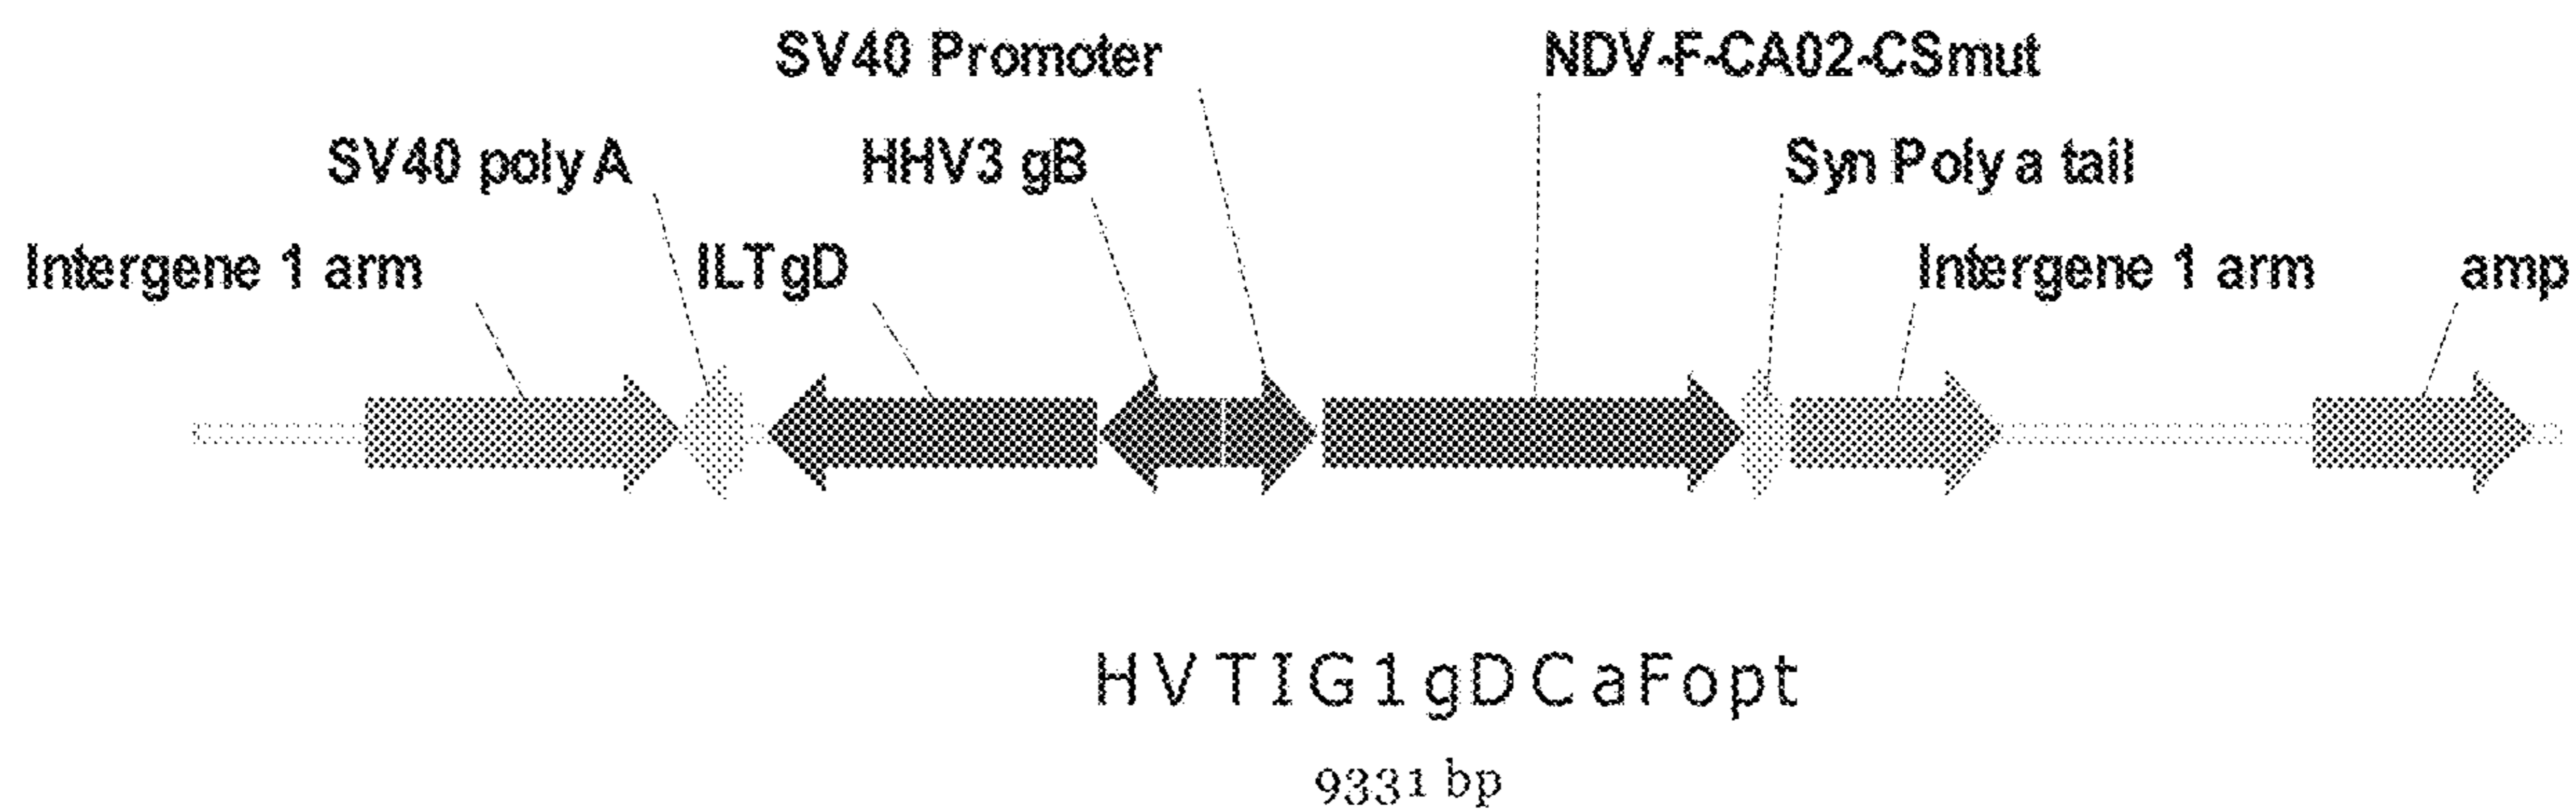 SV40 Promoter
NDV-F-CA02-CSmut
SV40 poly A
HHV3 gB
Syn Poly a tail
Intergene 1 arm
ILTgD
Intergene 1 arm
amp
HVTIG1gDCaFopt
9331 bp